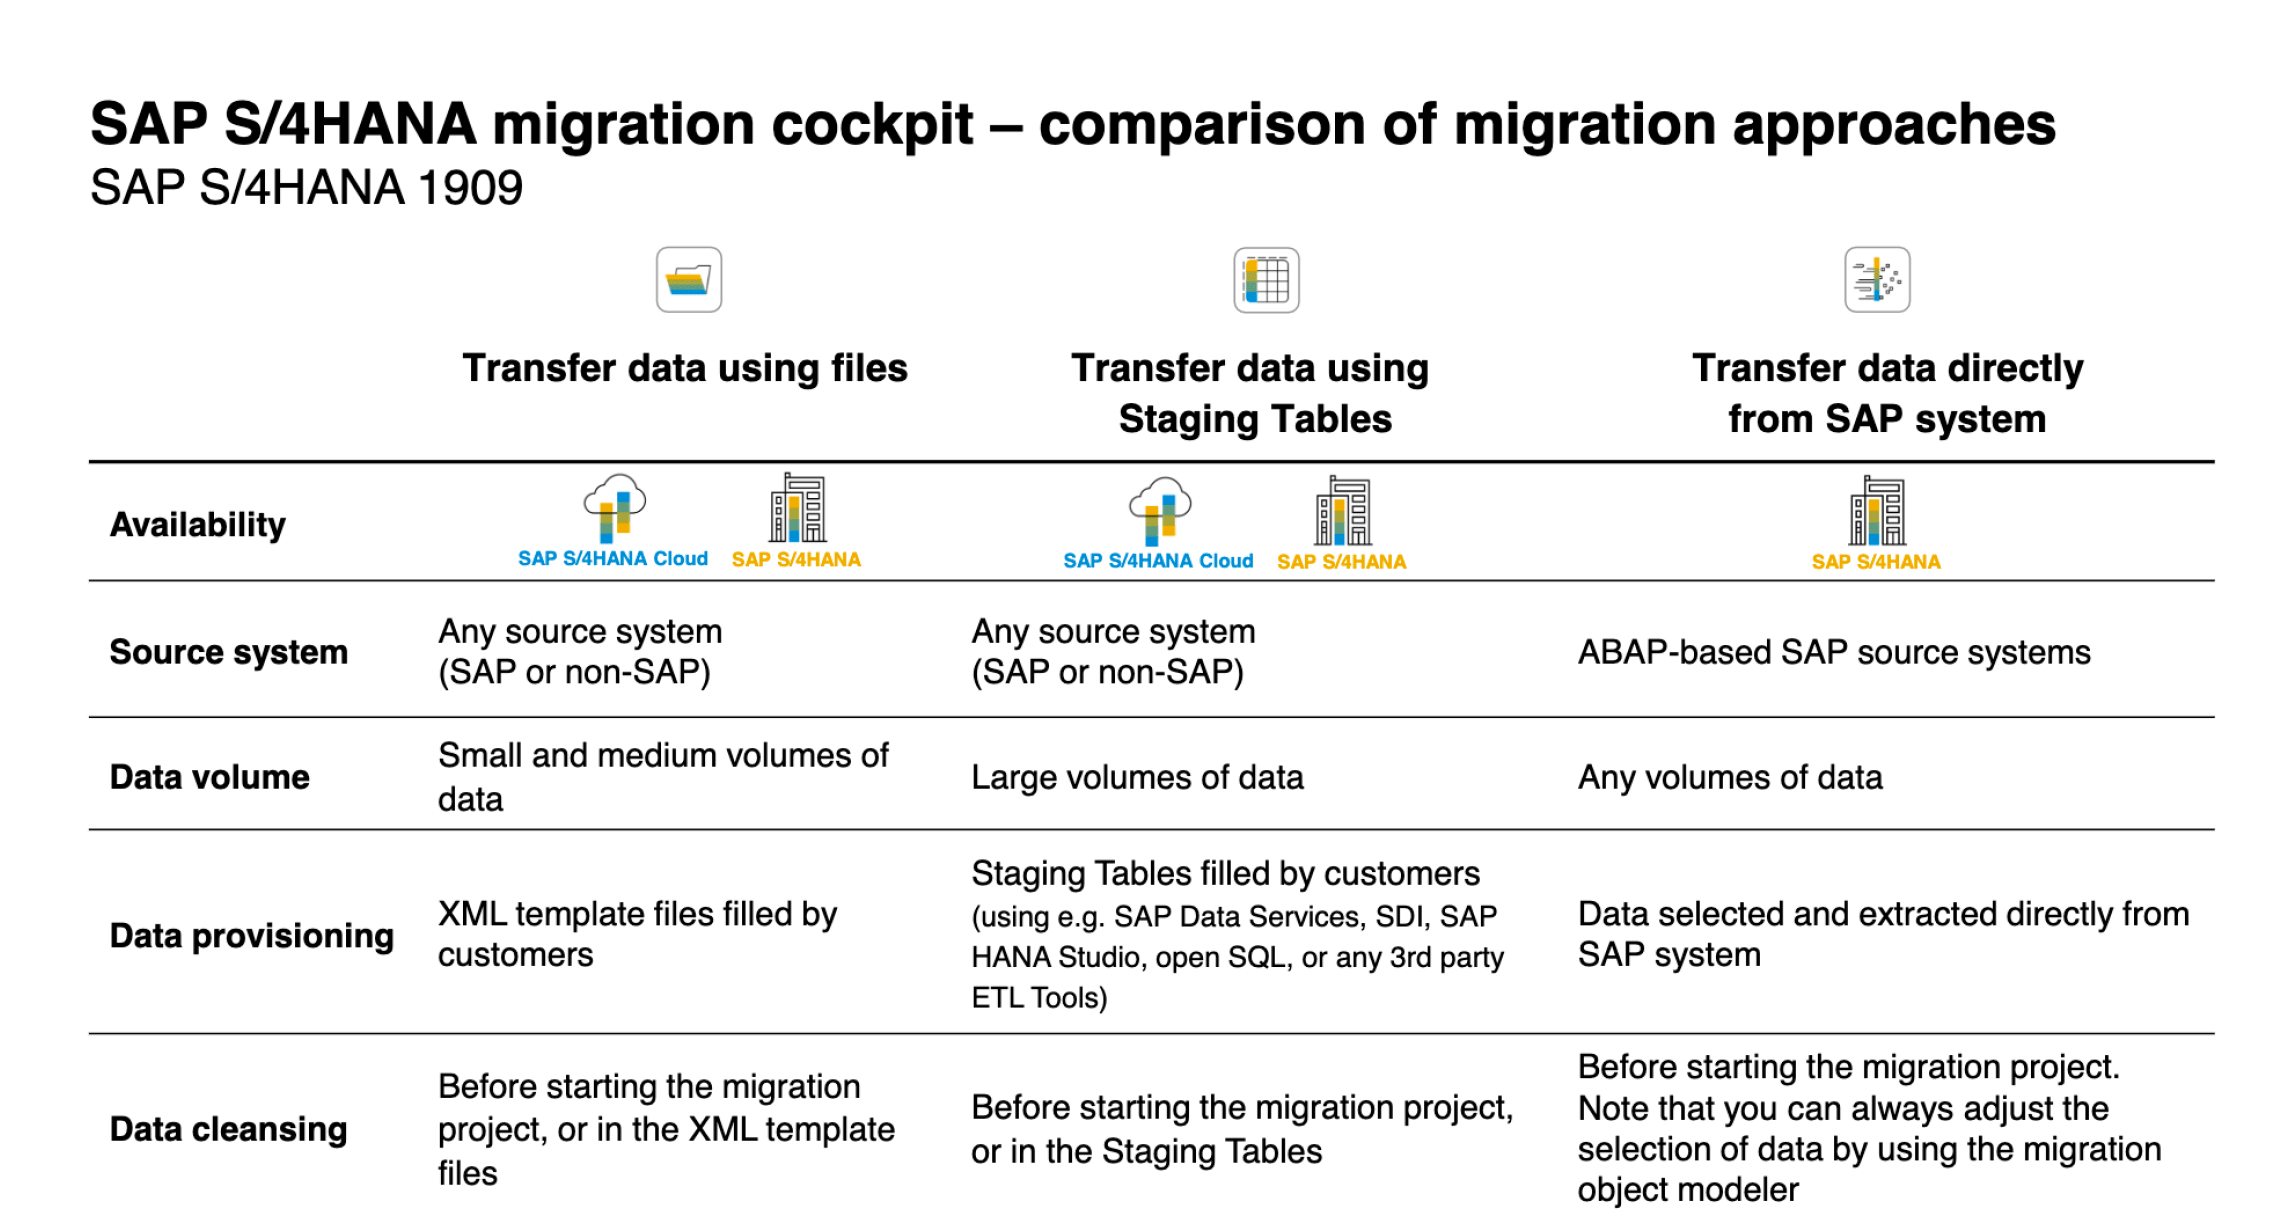 SAP S/4HANA migration cockpit – comparison of migration approaches
SAP S/4HANA 1909
Transfer data using files
Transfer data using
Staging Tables
Transfer data directly
from SAP system
Availability
SAP S/4HANA Cloud
SAP S/4HANA
SAP S/4HANA Cloud
SAP S/4HANA
SAP S/4HANA
Source system
Any source system
(SAP or non-SAP)
Any source system
(SAP or non-SAP)
ABAP-based SAP source systems
Data volume
Small and medium volumes of
data
Large volumes of data
Any volumes of data
Data provisioning
XML template files filled by
customers
Staging Tables filled by customers
(using e.g. SAP Data Services, SDI, SAP
HANA Studio, open SQL, or any 3rd party
ETL Tools)
Data selected and extracted directly from
SAP system
Data cleansing
Before starting the migration
project, or in the XML template
files
Before starting the migration project,
or in the Staging Tables
Before starting the migration project.
Note that you can always adjust the
selection of data by using the migration
object modeler